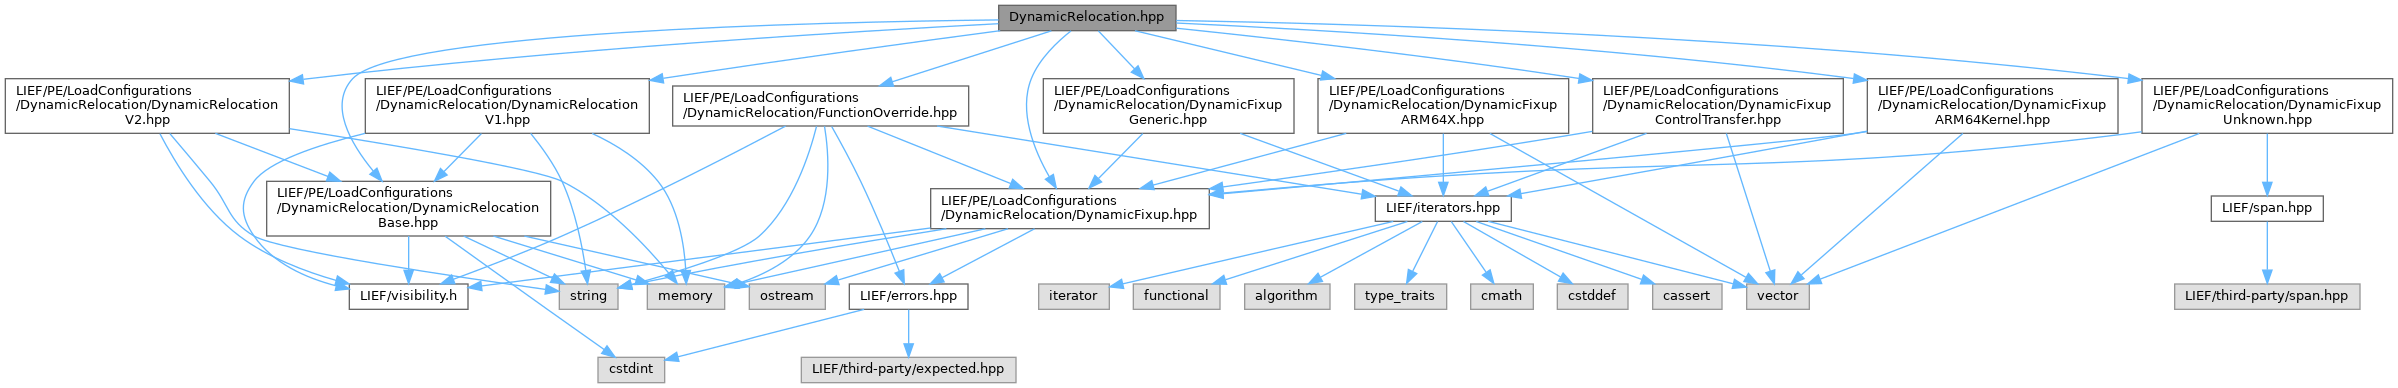 DynamicRelocation.hpp
LIEF/PE/LoadConfigurations
/DynamicRelocation/DynamicRelocation
V2.hpp
LIEF/PE/LoadConfigurations
/DynamicRelocation/DynamicRelocation
V1.hpp
LIEF/PE/LoadConfigurations
/DynamicRelocation/FunctionOverride.hpp
LIEF/PE/LoadConfigurations
/DynamicRelocation/DynamicFixup
Generic.hpp
LIEF/PE/LoadConfigurations
/DynamicRelocation/DynamicFixup
ARM64X.hpp
LIEF/PE/LoadConfigurations
/DynamicRelocation/DynamicFixup
ControlTransfer.hpp
LIEF/PE/LoadConfigurations
/DynamicRelocation/DynamicFixup
ARM64Kernel.hpp
LIEF/PE/LoadConfigurations
/DynamicRelocation/DynamicFixup
Unknown.hpp
LIEF/PE/LoadConfigurations
/DynamicRelocation/DynamicRelocation
Base.hpp
LIEF/PE/LoadConfigurations
/DynamicRelocation/DynamicFixup.hpp
LIEF/iterators.hpp
LIEF/span.hpp
LIEF/visibility.h
string
memory
ostream
LIEF/errors.hpp
iterator
functional
algorithm
type_traits
cmath
cstddef
cassert
vector
LIEF/third-party/span.hpp
cstdint
LIEF/third-party/expected.hpp